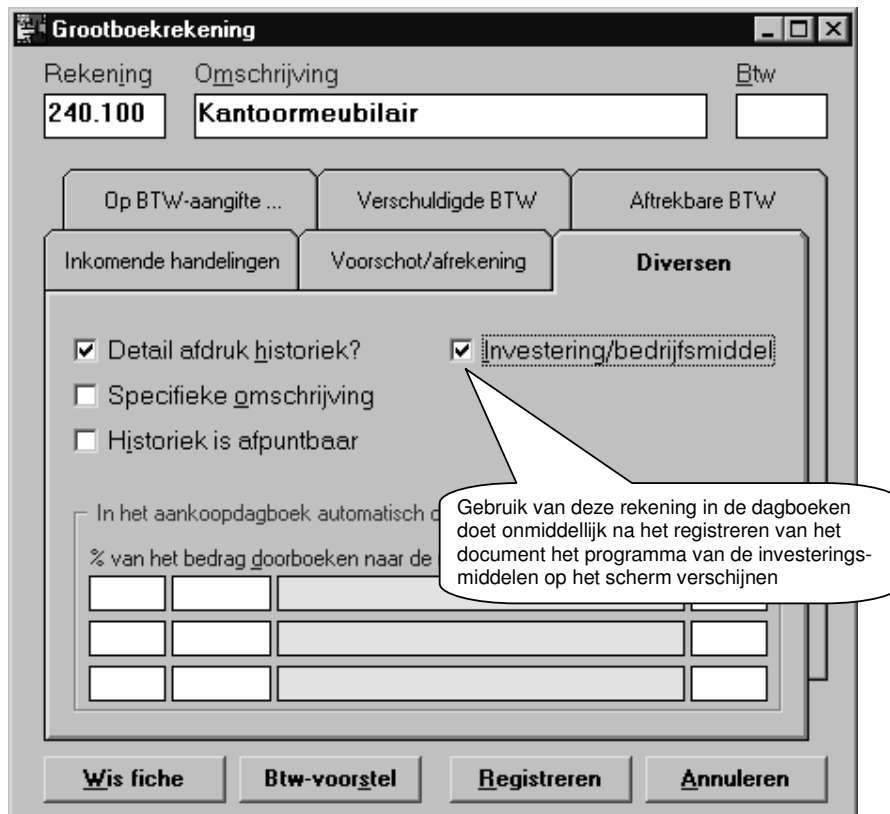 Grootboekrekening
Rekening Omschrijving Btw
240.100 Kantoormeubilair
Op BTW-aangifte ... Verschuldigde BTW Aftrekbare BTW
Inkomende handelingen Voorschot/afrekening Diversen
Detail afdruk historiek? Investering/bedrijfsmiddel
Specifieke omschrijving
Historiek is afpuntbaar
Gebruik van deze rekening in de dagboeken
doet onmiddellijk na het registreren van het
document het programma van de investerings-
middelen op het scherm verschijnen
In het aankoopdagboek automatisch
% van het bedrag doorboeken naar de
Wis fiche Btw-voorstel Registreren Annuleren